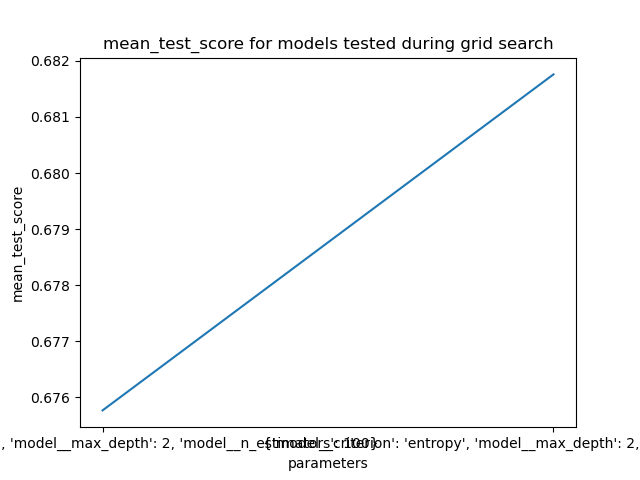 mean_test_score for models tested during grid search
0.682
0.681
0.680
0.679
0.678
0.677
0.676
mean_test_score
, 'model__max_depth': 2, 'model__n_estimators': 100}
{'model__criterion': 'entropy', 'model__max_depth': 2,
parameters